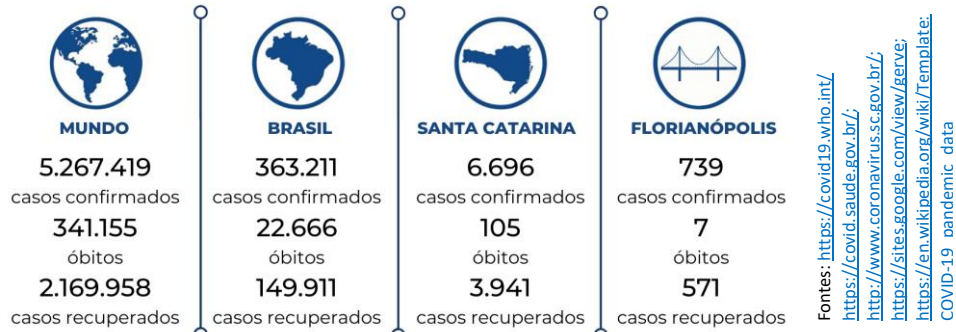 MUNDO
5.267.419
casos confirmados
341.155
óbitos
2.169.958
casos recuperados
BRASIL
363.211
casos confirmados
22.666
óbitos
149.911
casos recuperados
SANTA CATARINA
6.696
casos confirmados
105
óbitos
3.941
casos recuperados
FLORIANÓPOLIS
739
casos confirmados
7
óbitos
571
casos recuperados
Fontes: https://covid19.who.int/
https://covid.saude.gov.br/;
http://www.coronavirus.sc.gov.br/;
https://sites.google.com/view/gerve;
https://en.wikipedia.org/wiki/Template:
COVID-19_pandemic_data